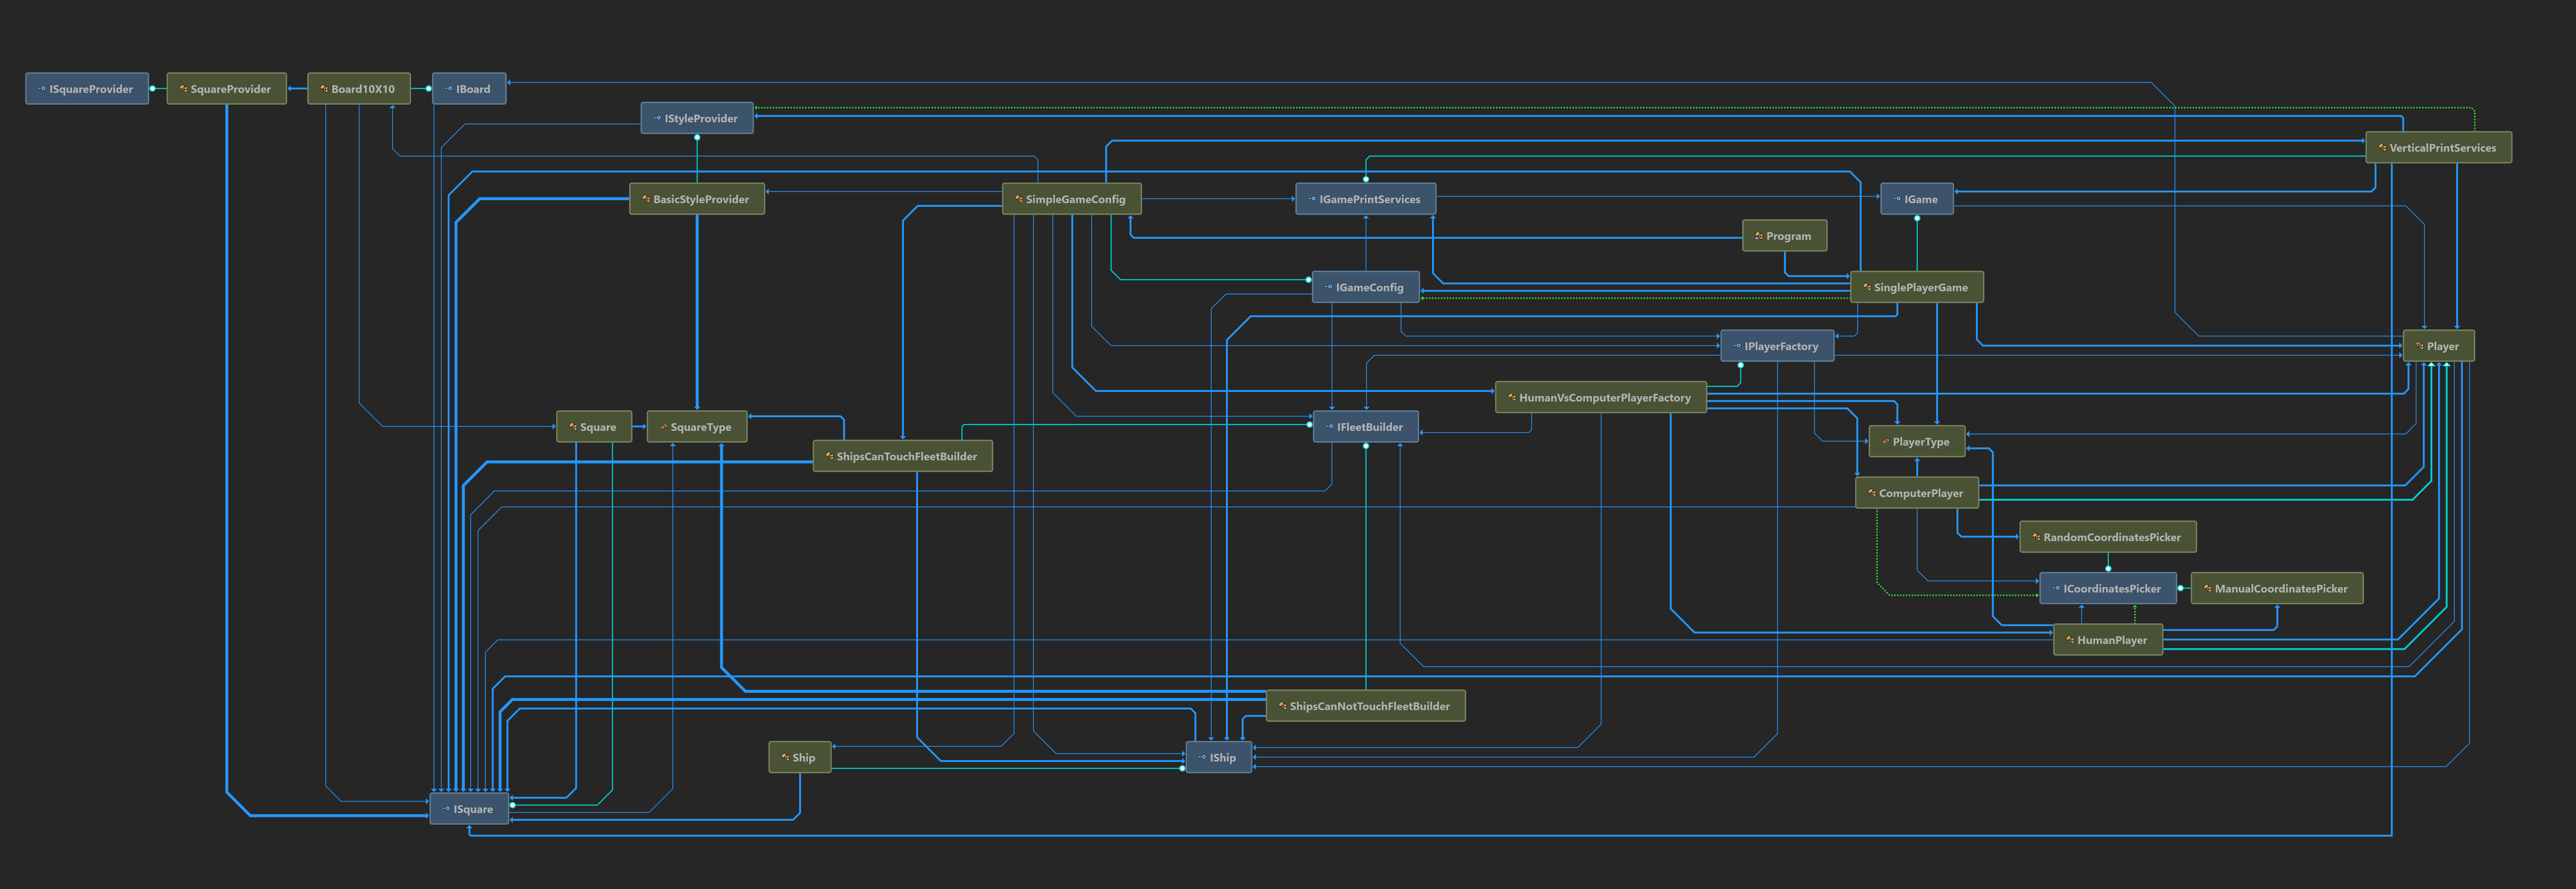 ISquareProvider
SquareProvider
Board10X10
IBoard
IStyleProvider
VerticalPrintServices
BasicStyleProvider
SimpleGameConfig
IGamePrintServices
IGame
Program
IGameConfig
SinglePlayerGame
IPlayerFactory
Player
HumanVsComputerPlayerFactory
Square
SquareType
IFleetBuilder
PlayerType
ShipsCanTouchFleetBuilder
ComputerPlayer
RandomCoordinatesPicker
ICoordinatesPicker
ManualCoordinatesPicker
HumanPlayer
ShipsCanNotTouchFleetBuilder
Ship
IShip
ISquare